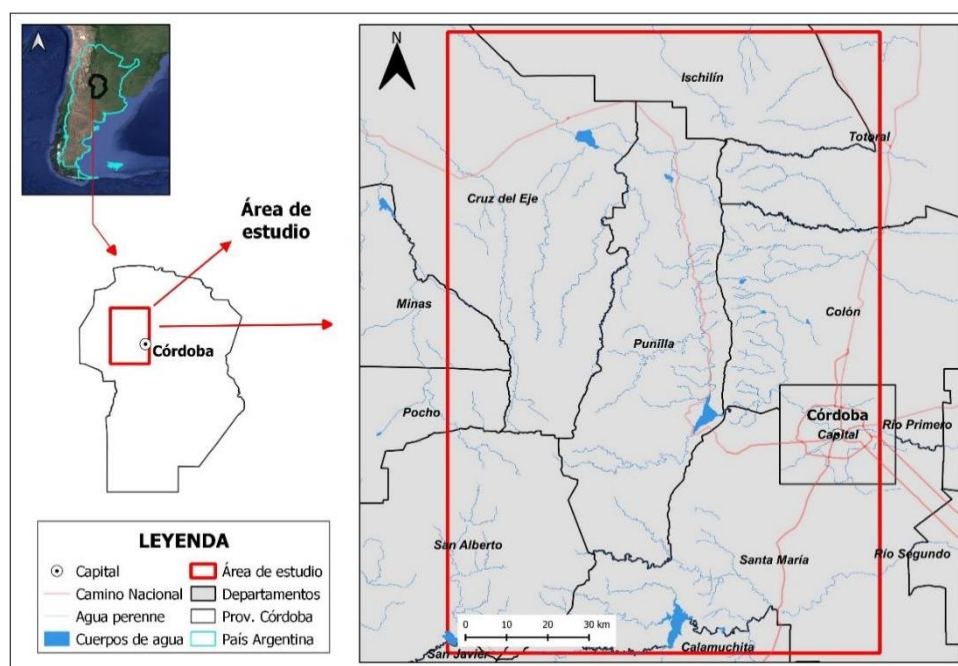 N
Ischilín
Totoral
Cruz del Eje
Área de
estudio
Minas
Colón
Punilla
Córdoba
Pocho
Córdoba
Capital
Río Primero
LEYENDA
Capital
Área de estudio
Camino Nacional
Departamentos
Agua perenne
Prov. Córdoba
Cuerpos de agua
País Argentina
San Alberto
Santa María
Río Segundo
0 10 20 30 km
San Javier
Calamuchita